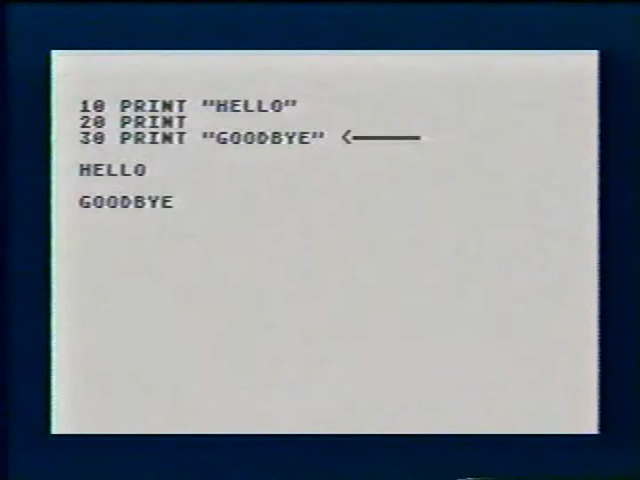 10 PRINT "HELLO"
20 PRINT
30 PRINT "GOODBYE" <
HELLO
GOODBYE